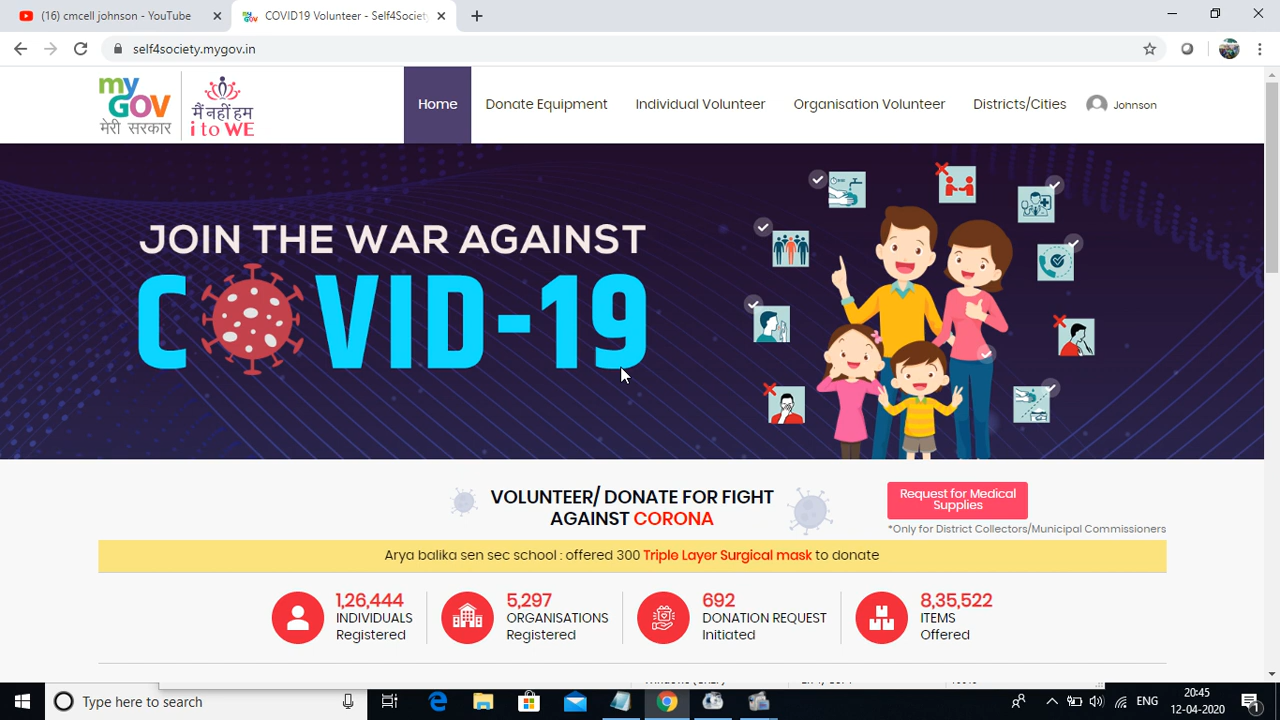 (16) cmcell johnson - YouTube
COVID19 Volunteer - Self4Society
self4society.mygov.in
my
GOV
मेरी सरकार
मैं नहीं हम
i to WE
Home
Donate Equipment
Individual Volunteer
Organisation Volunteer
Districts/Cities
Johnson
JOIN THE WAR AGAINST
COVID-19
VOLUNTEER/ DONATE FOR FIGHT
AGAINST CORONA
Request for Medical
Supplies
*Only for District Collectors/Municipal Commissioners
Arya balika sen sec school : offered 300 Triple Layer Surgical mask to donate
1,26,444
INDIVIDUALS
Registered
5,297
ORGANISATIONS
Registered
692
DONATION REQUEST
Initiated
8,35,522
ITEMS
Offered
Type here to search
ENG
20:45
12-04-2020
1